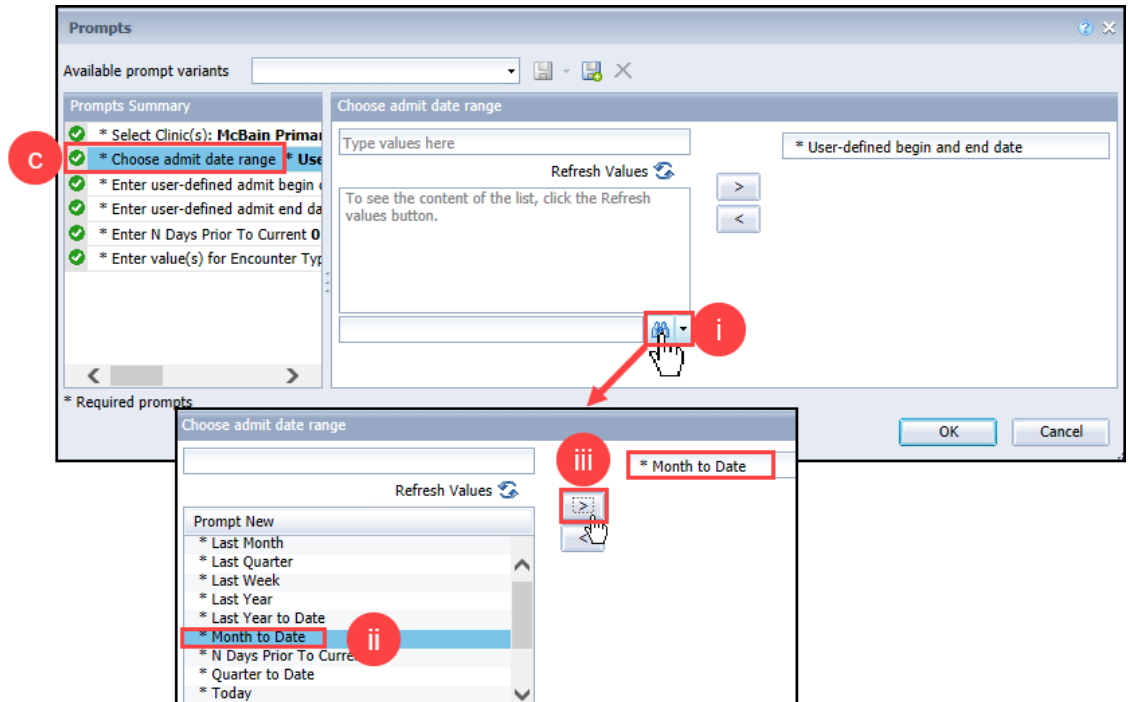 Prompts
Available prompt variants
Prompts Summary
Choose admit date range
* Select Clinic(s): McBain Primar
c
* Choose admit date range * Use
* Enter user-defined admit begin
* Enter user-defined admit end da
* Enter N Days Prior To Current 0
* Enter value(s) for Encounter Typ
Type values here
Refresh Values
To see the content of the list, click the Refresh
values button.
>
<
* User-defined begin and end date
i
* Required prompts
OK
Cancel
Choose admit date range
iii
* Month to Date
Refresh Values
>
<
Prompt New
* Last Month
* Last Quarter
* Last Week
* Last Year
* Last Year to Date
* Month to Date
ii
* N Days Prior To Curre
* Quarter to Date
* Today